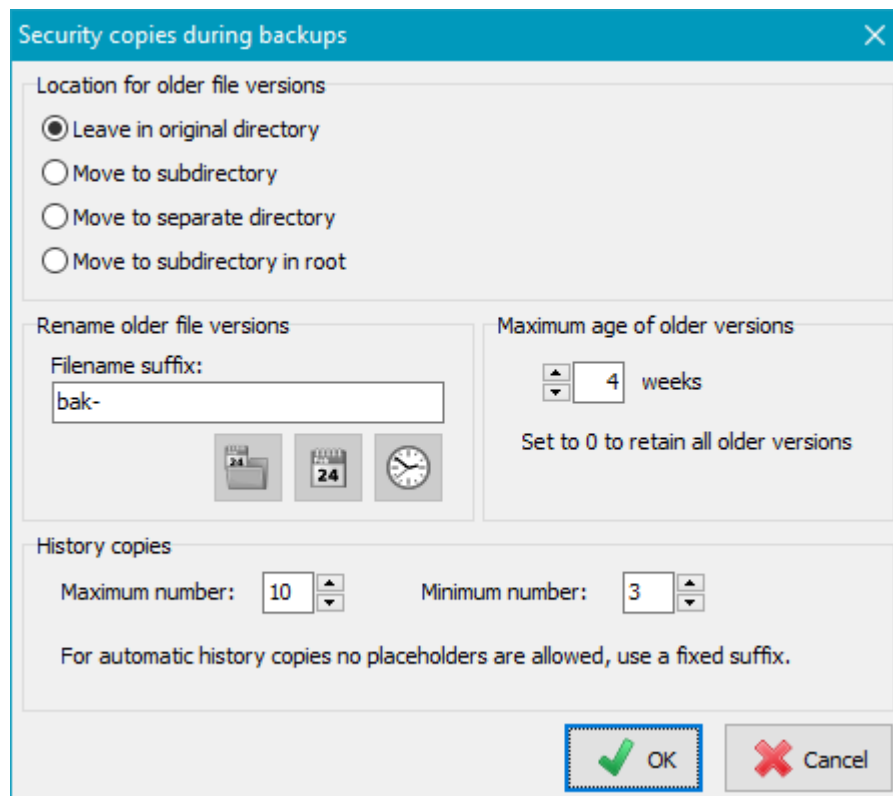 Security copies during backups
Location for older file versions
Leave in original directory
Move to subdirectory
Move to separate directory
Move to subdirectory in root
Rename older file versions
Filename suffix:
bak-
24
24
Maximum age of older versions
4 weeks
Set to 0 to retain all older versions
History copies
Maximum number: 10 Minimum number: 3
For automatic history copies no placeholders are allowed, use a fixed suffix.
OK Cancel